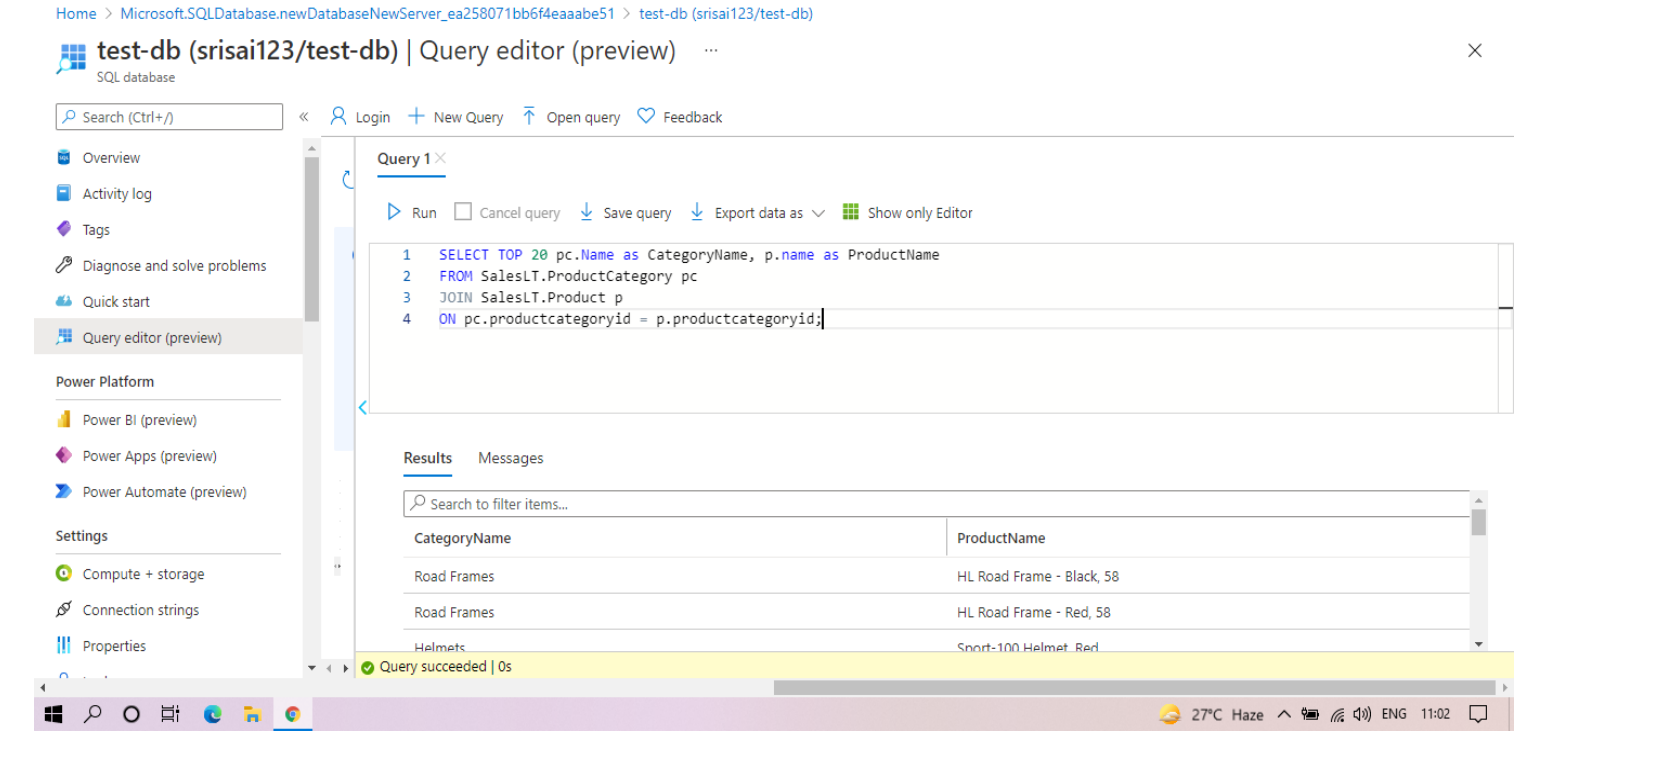 Home > Microsoft.SQLDatabase.newDatabaseNewServer_ea258071bb6f4eaaabe51 > test-db (srisai123/test-db)
test-db (srisai123/test-db) | Query editor (preview) ...
SQL database
Search (Ctrl+/)
Login
New Query
Open query
Feedback
Overview
Activity log
Tags
Diagnose and solve problems
Quick start
Query editor (preview)
Power Platform
Power BI (preview)
Power Apps (preview)
Power Automate (preview)
Settings
Compute + storage
Connection strings
Properties
Query 1
Run
Cancel query
Save query
Export data as
Show only Editor
1 SELECT TOP 20 pc.Name as CategoryName, p.name as ProductName
2 FROM SalesLT.ProductCategory pc
3 JOIN SalesLT.Product p
4 ON pc.productcategoryid = p.productcategoryid;
Results Messages
Search to filter items...
CategoryName ProductName
Road Frames HL Road Frame - Black, 58
Road Frames HL Road Frame - Red, 58
Helmets Sport-100 Helmet, Red
Query succeeded | 0s
27°C Haze ENG 11:02